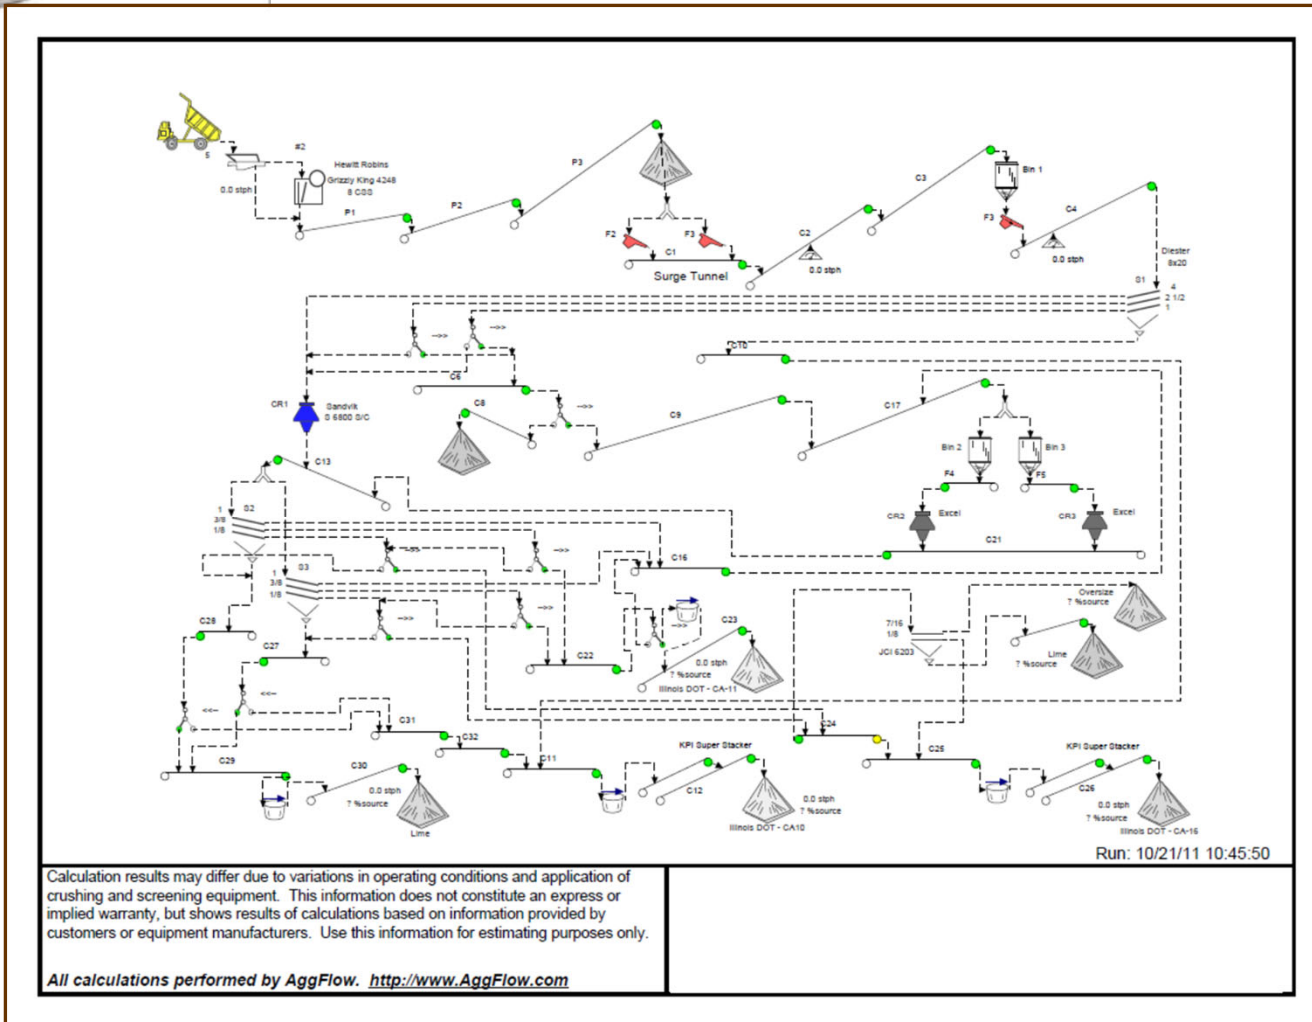 5
#2
Hewitt Robins
Grizzly King 4248
8 CSS
0.0 stph
P1
P2
P3
F2
F3
C1
Surge Tunnel
C2
0.0 stph
C3
Bin 1
F3
C4
0.0 stph
Diester
8x20
S1
4
2 1/2
1
-->>
-->>
C10
C6
CR1
Sandvik
S 6800 S/C
C8
-->>
C9
C17
Bin 2
Bin 3
F4
F5
CR2
Excel
CR3
Excel
C21
C13
1
3/8
1/8
S2
-->>
-->>
C16
1
3/8
1/8
S3
-->>
-->>
-->>
C28
C27
C22
C23
0.0 stph
? %source
Illinois DOT - CA-11
7/16
1/8
JCI 6203
Oversize
? %source
Lime
? %source
<<--
<<--
C31
C32
C29
C30
0.0 stph
? %source
Lime
C11
KPI Super Stacker
C12
0.0 stph
? %source
Illinois DOT - CA10
C24
C25
KPI Super Stacker
C26
0.0 stph
? %source
Illinois DOT - CA-16
Run: 10/21/11 10:45:50
Calculation results may differ due to variations in operating conditions and application of
crushing and screening equipment. This information does not constitute an express or
implied warranty, but shows results of calculations based on information provided by
customers or equipment manufacturers. Use this information for estimating purposes only.
All calculations performed by AggFlow. http://www.AggFlow.com